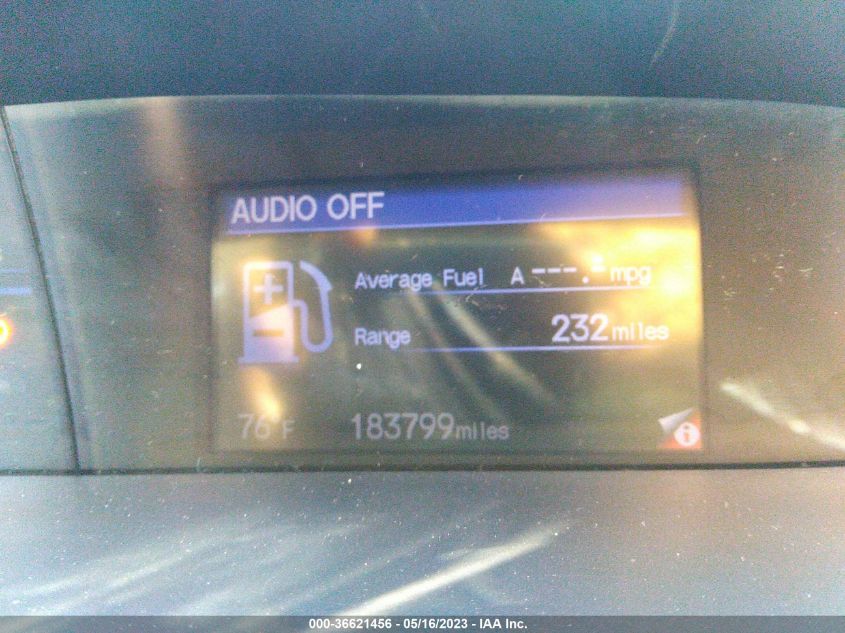 AUDIO OFF
Average Fuel A ---.- mpg
Range 232 miles
76°F 183799 miles
i
000-36621456 - 05/16/2023 - IAA Inc.